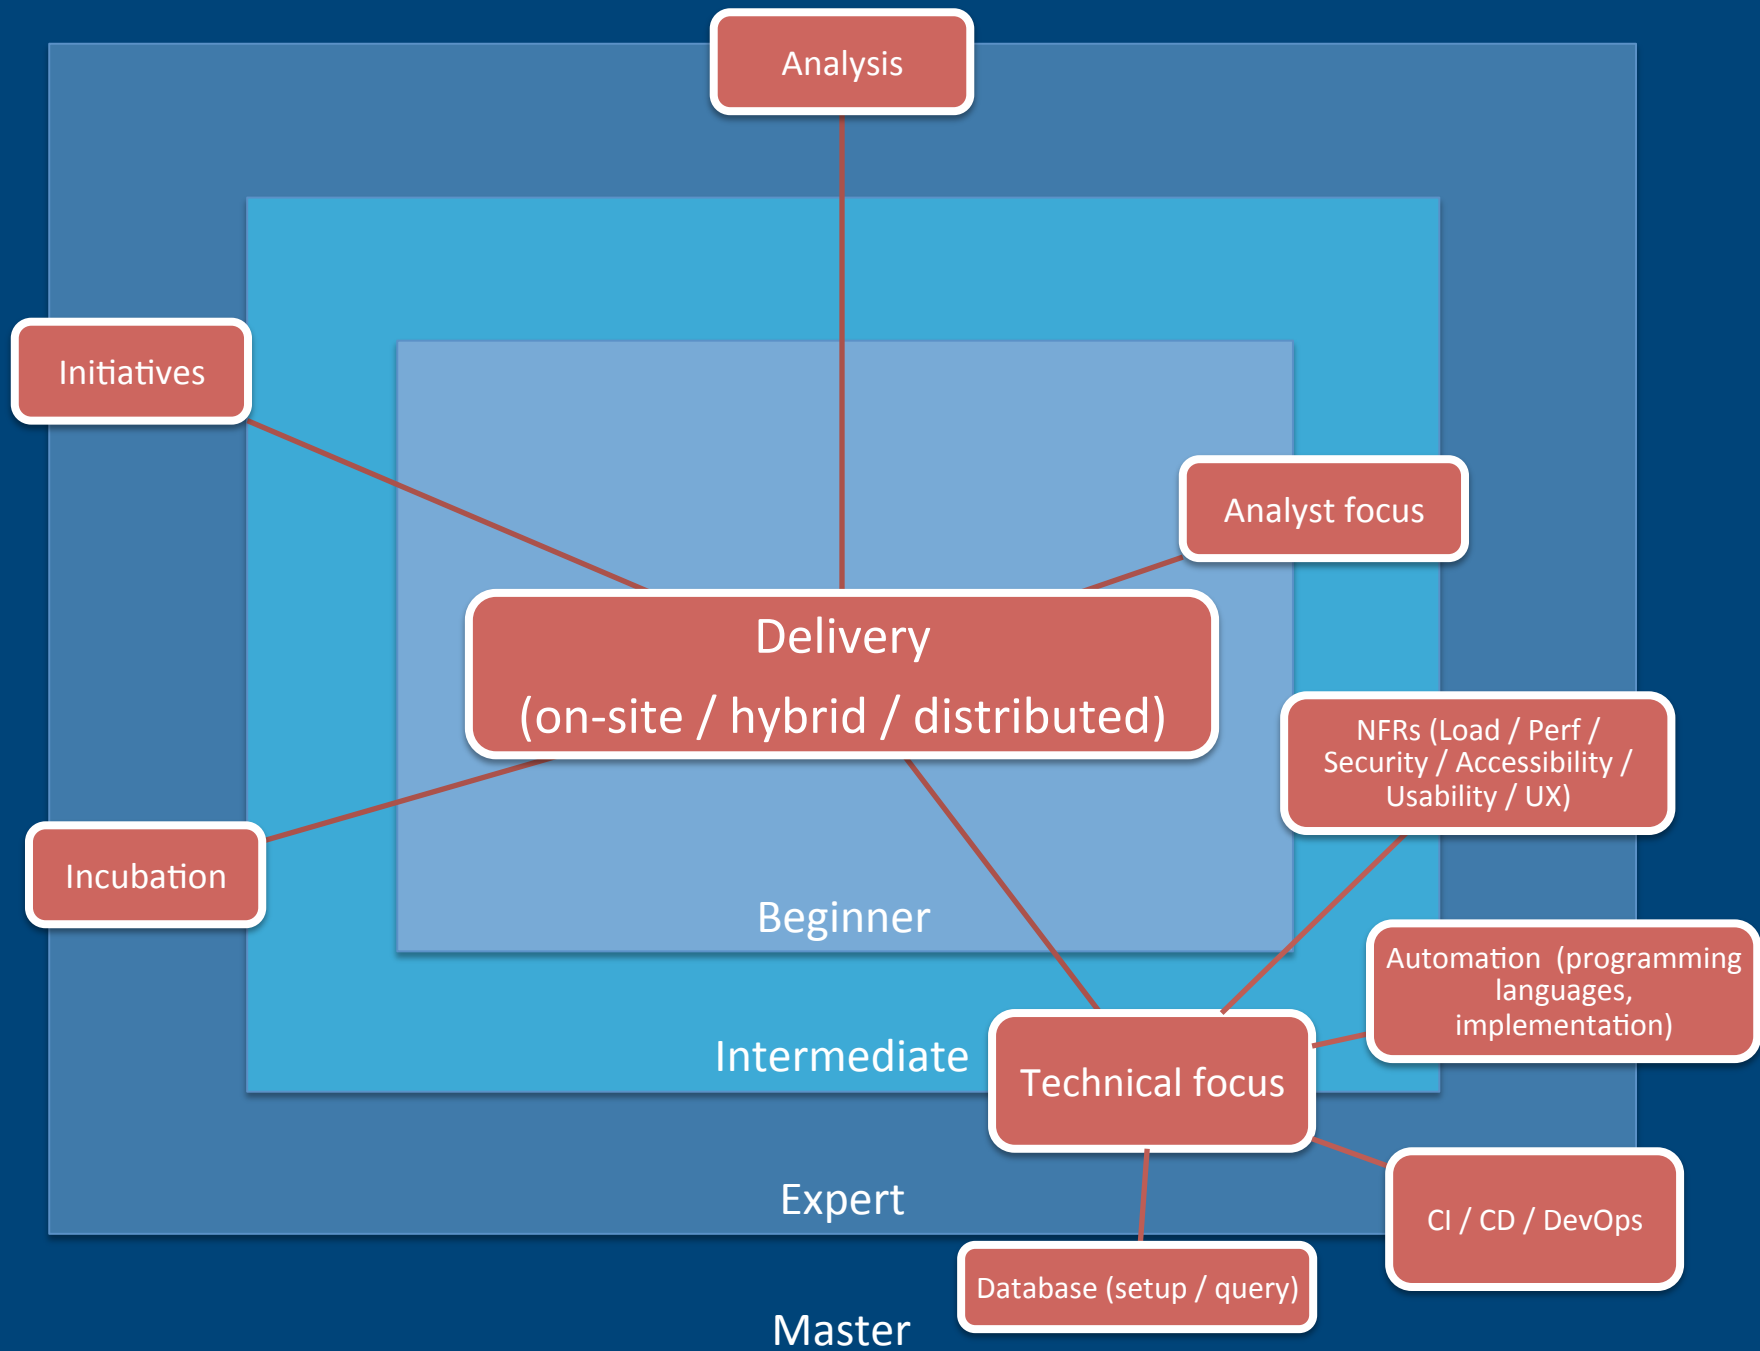 Analysis
Initiatives
Analyst focus
Delivery
(on-site / hybrid / distributed)
NFRs (Load / Perf /
Security / Accessibility /
Usability / UX)
Incubation
Beginner
Automation (programming
languages,
implementation)
Intermediate
Technical focus
Expert
CI / CD / DevOps
Database (setup / query)
Master